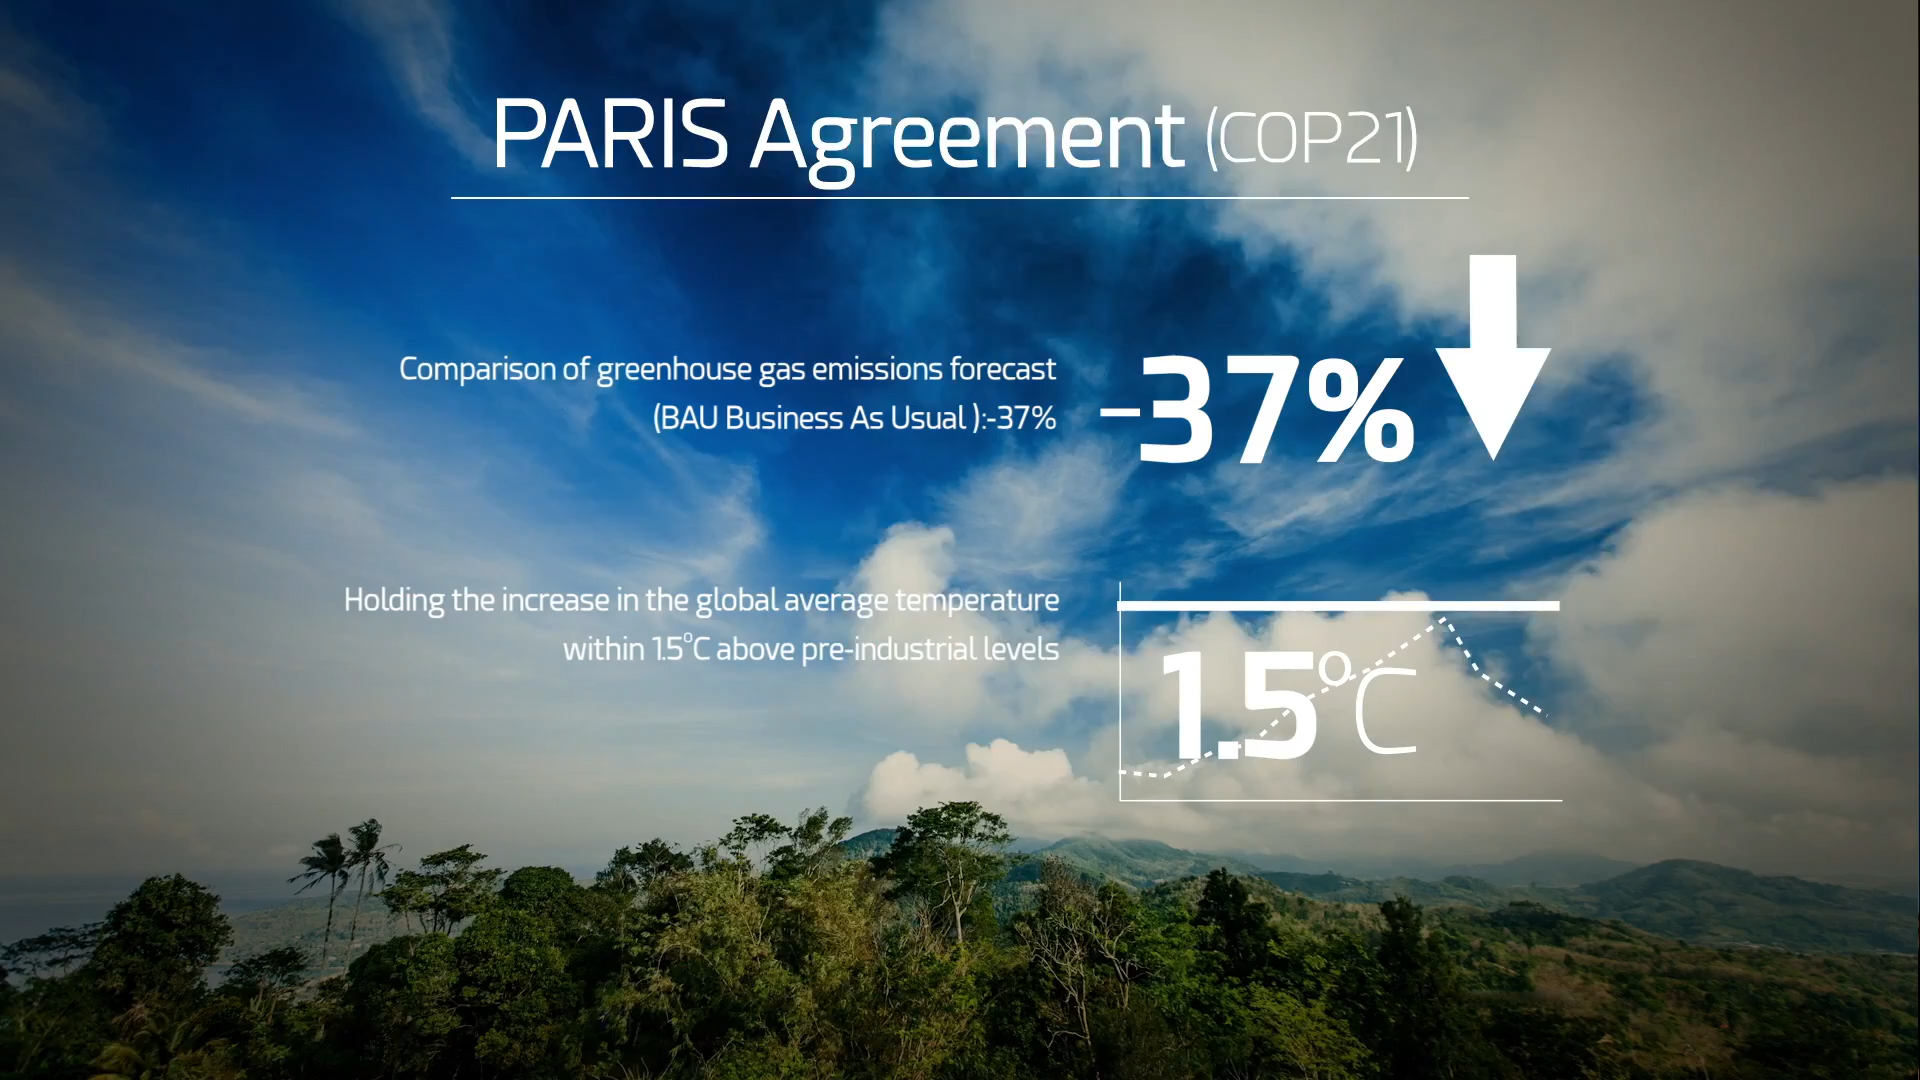 PARIS Agreement (COP21)
Comparison of greenhouse gas emissions forecast
(BAU Business As Usual ):-37%
-37%
Holding the increase in the global average temperature
within 1.5°C above pre-industrial levels
1.5°C